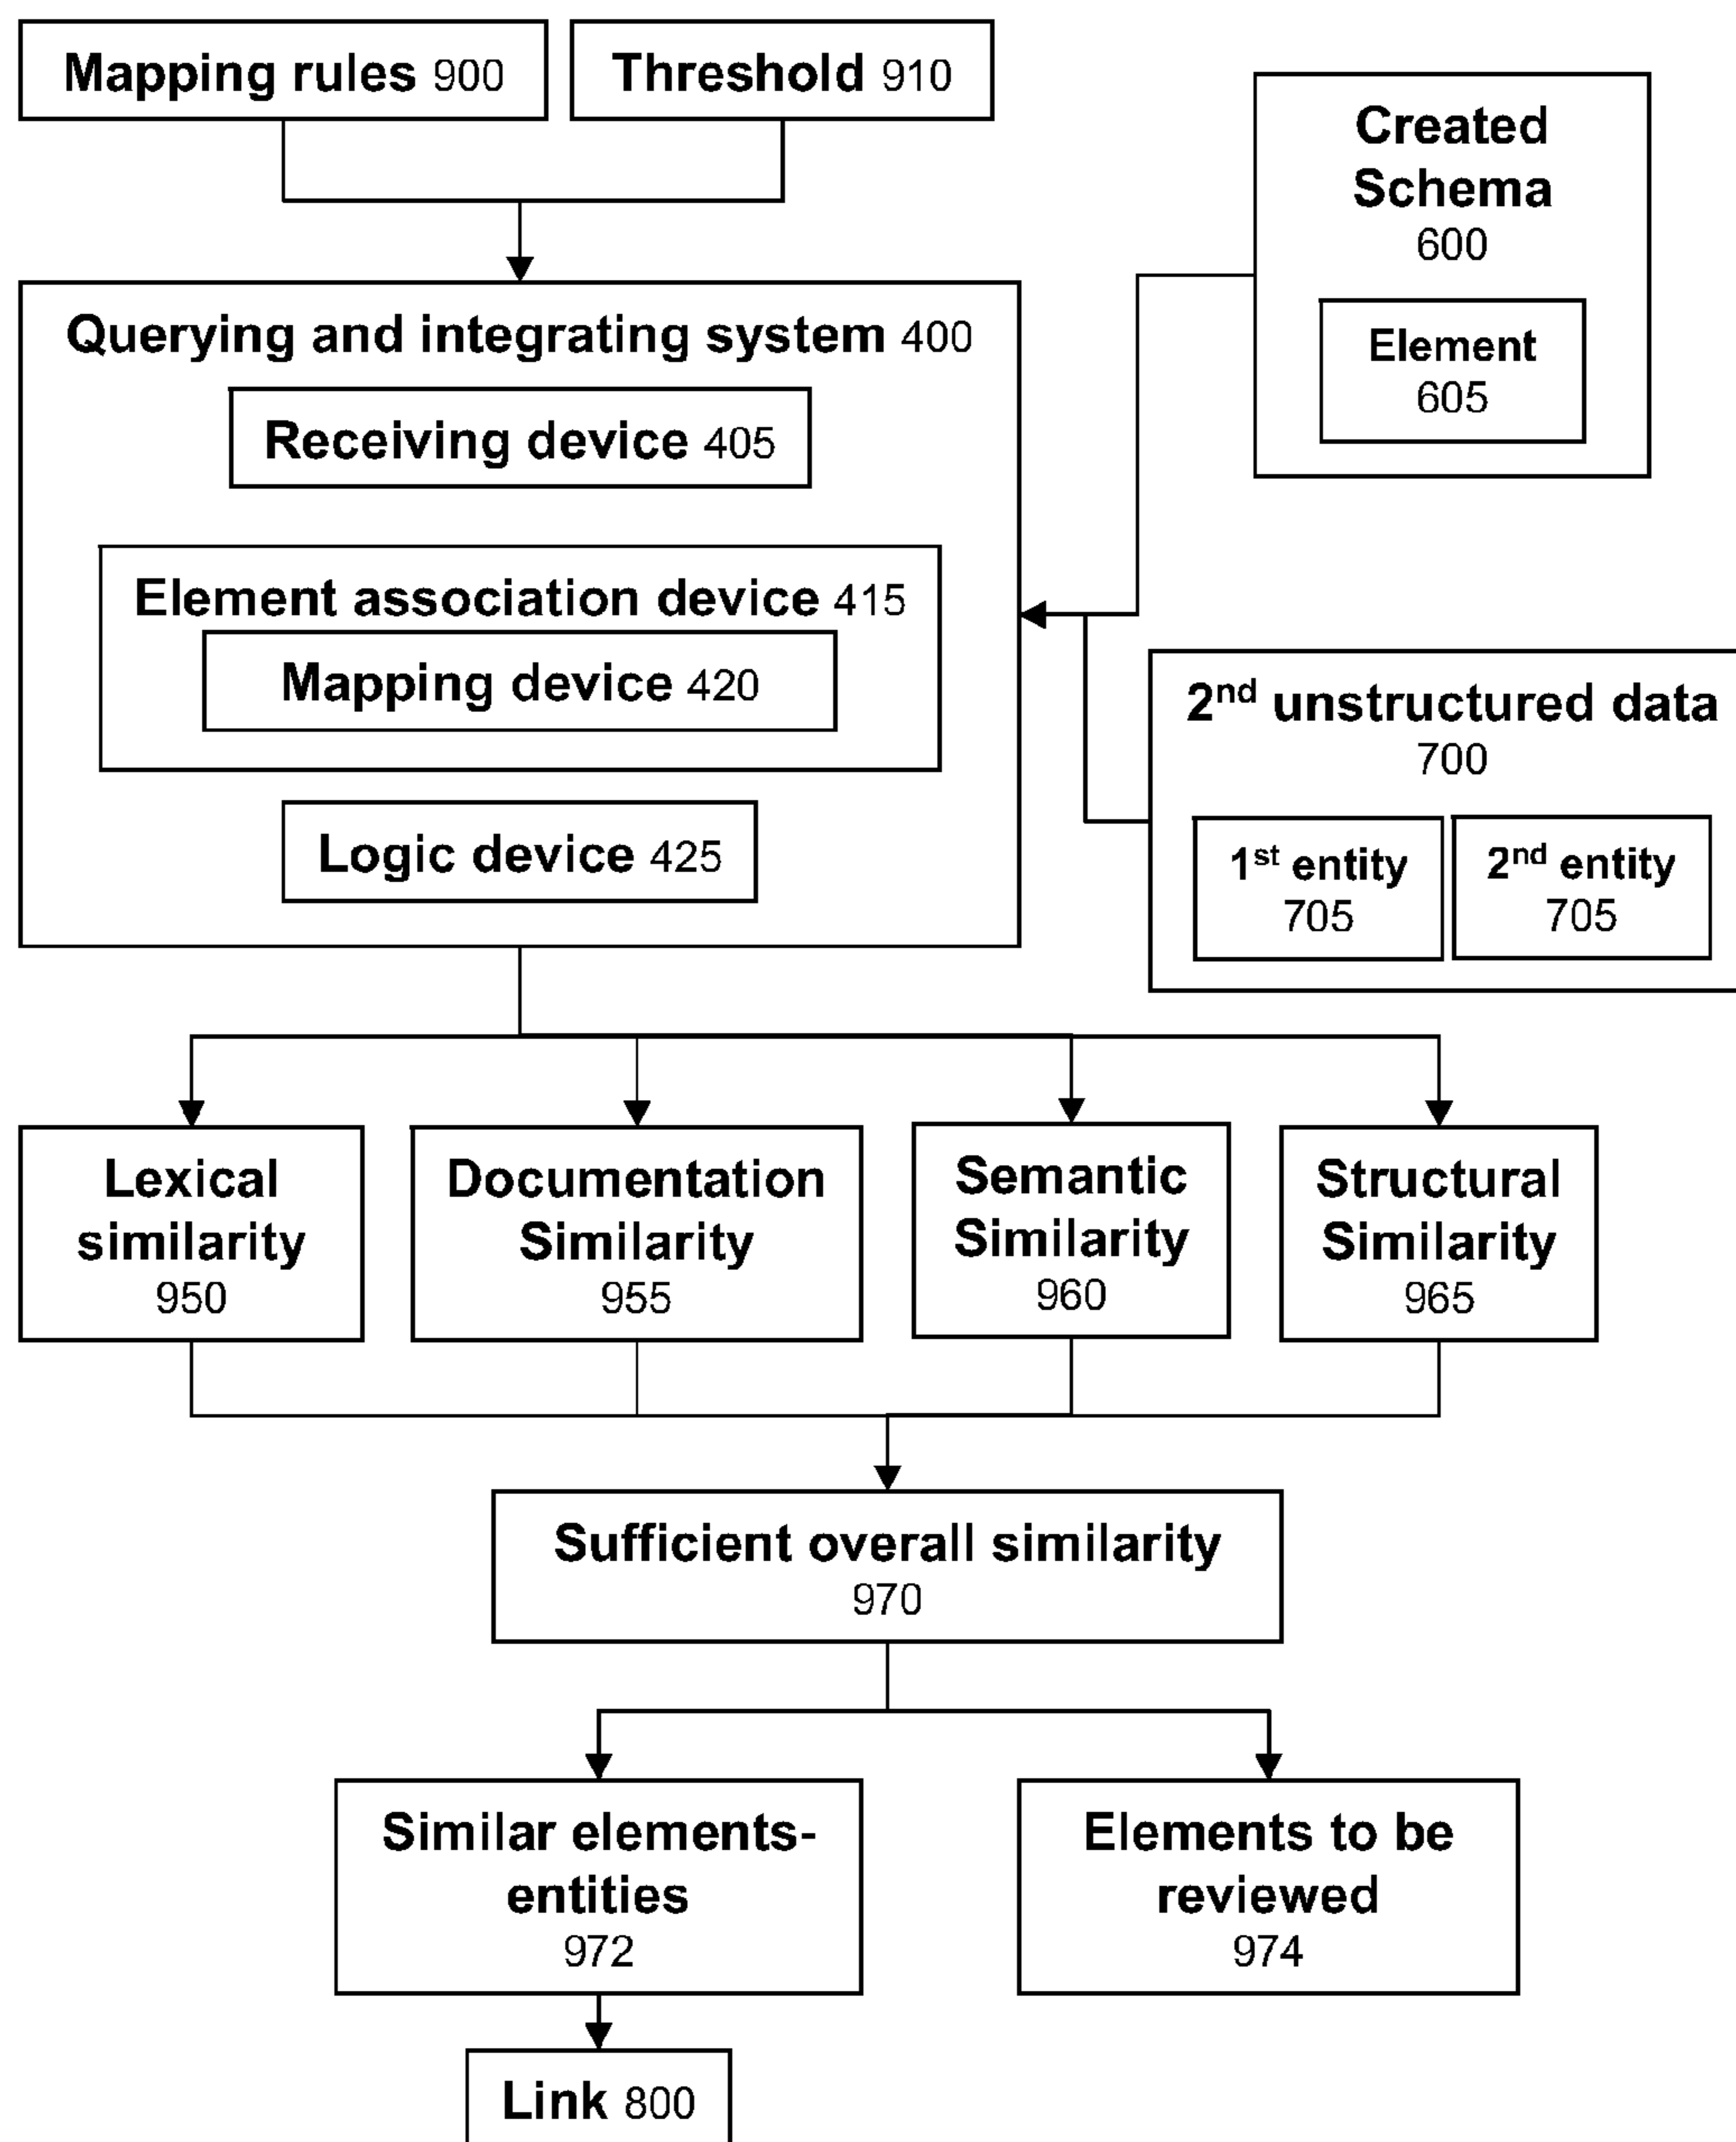 Mapping rules 900
Threshold 910
Created
Schema
600
Element
605
Querying and integrating system 400
Receiving device 405
Element association device 415
Mapping device 420
Logic device 425
2nd unstructured data
700
1st entity
705
2nd entity
705
Lexical
similarity
950
Documentation
Similarity
955
Semantic
Similarity
960
Structural
Similarity
965
Sufficient overall similarity
970
Similar elements-
entities
972
Elements to be
reviewed
974
Link 800